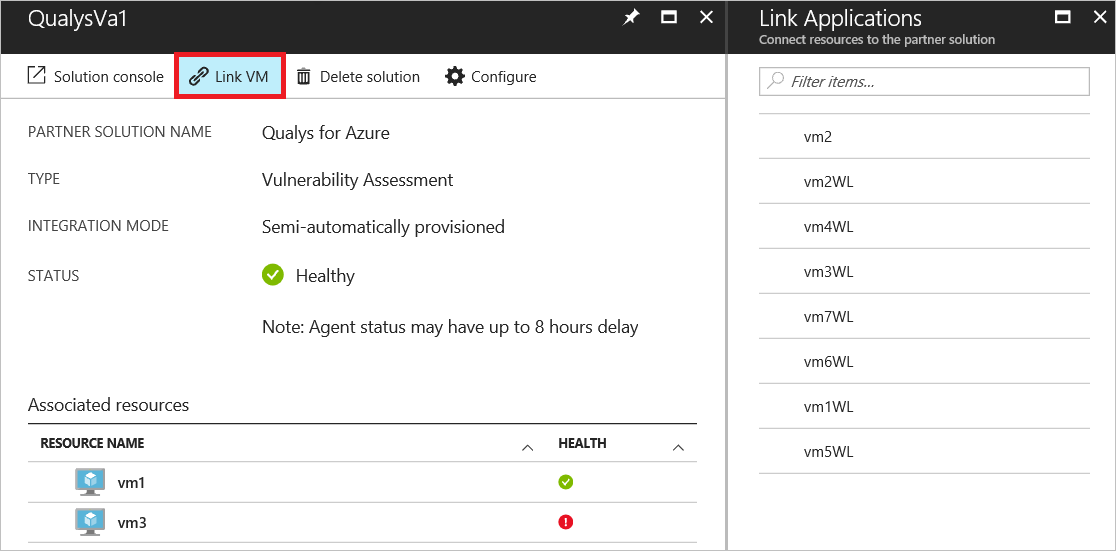 QualysVa1
Solution console
Link VM
Delete solution
Configure
PARTNER SOLUTION NAME
Qualys for Azure
TYPE
Vulnerability Assessment
INTEGRATION MODE
Semi-automatically provisioned
STATUS
Healthy
Note: Agent status may have up to 8 hours delay
Associated resources
RESOURCE NAME
HEALTH
vm1
vm3
Link Applications
Connect resources to the partner solution
Filter items...
vm2
vm2WL
vm4WL
vm3WL
vm7WL
vm6WL
vm1WL
vm5WL